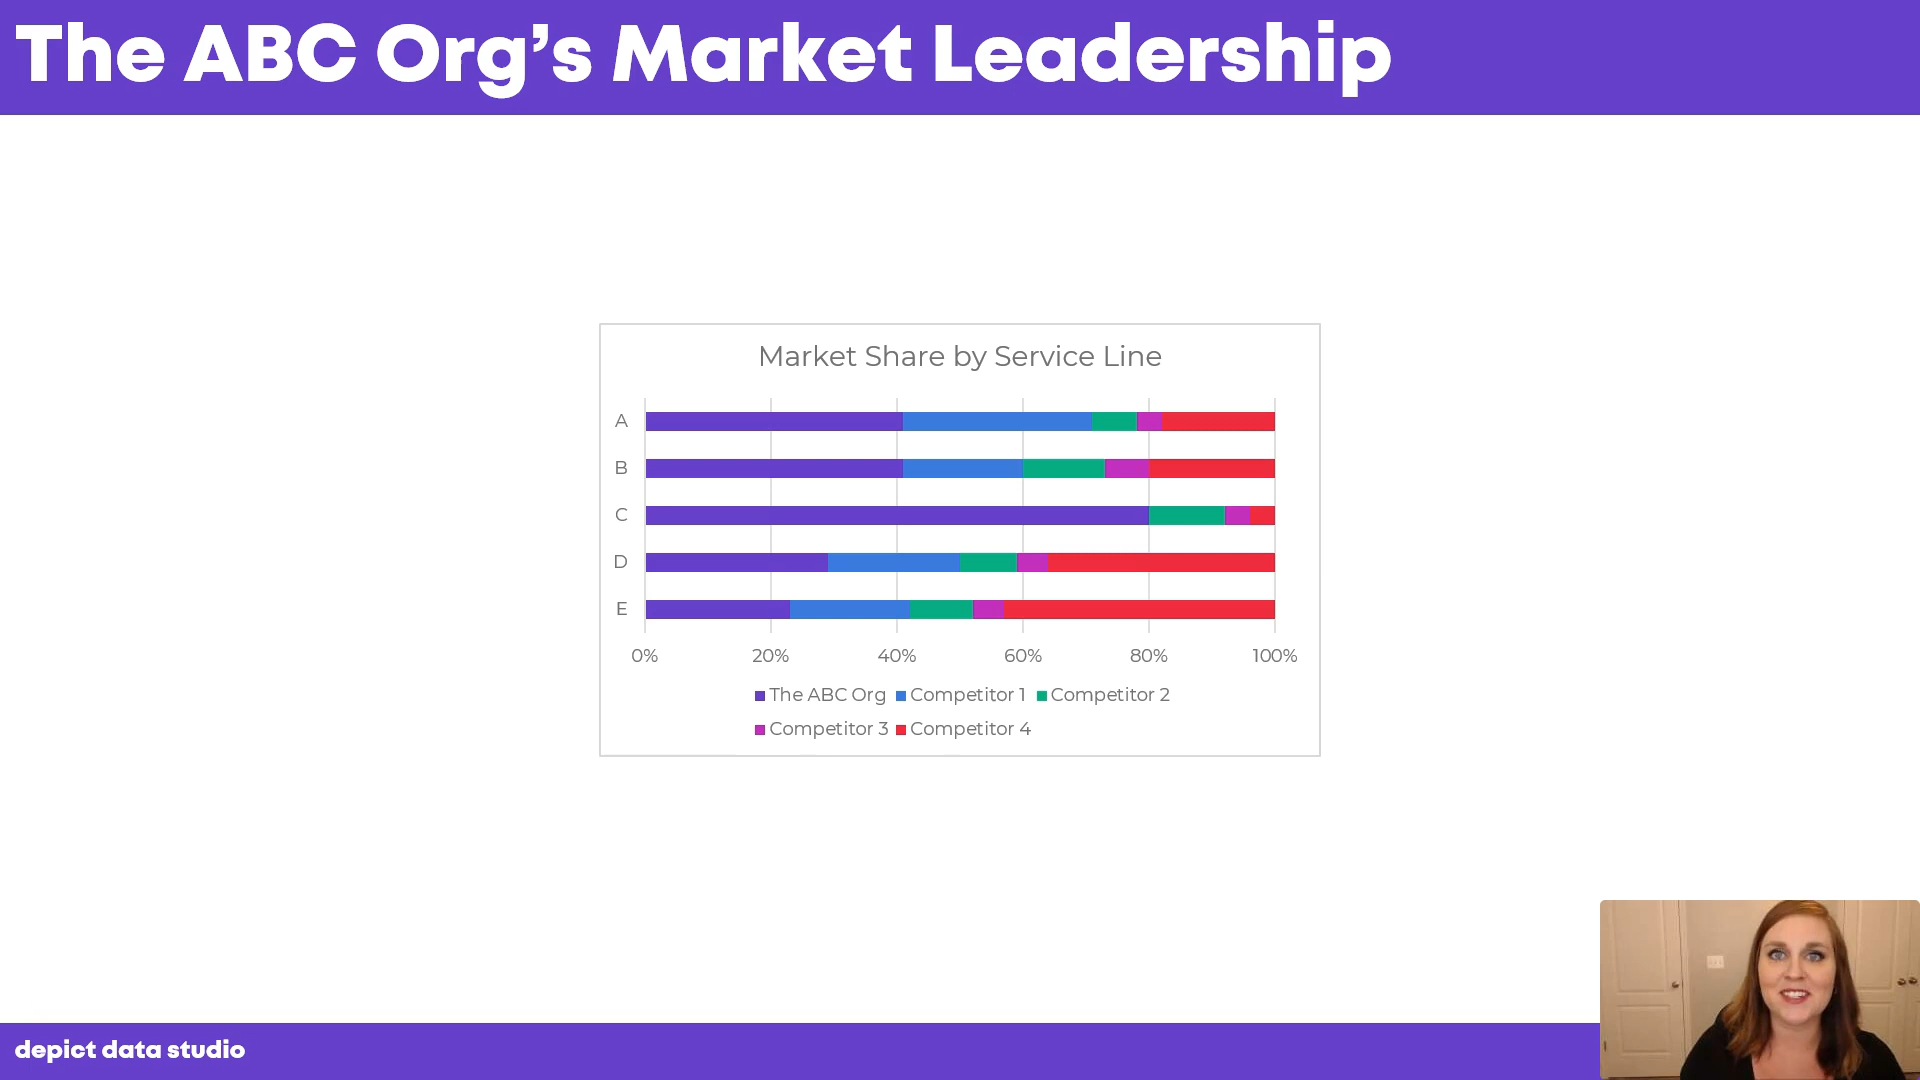 The ABC Org’s Market Leadership
Market Share by Service Line
A
B
C
D
E
0% 20% 40% 60% 80% 100%
The ABC Org Competitor 1 Competitor 2
Competitor 3 Competitor 4
depict data studio